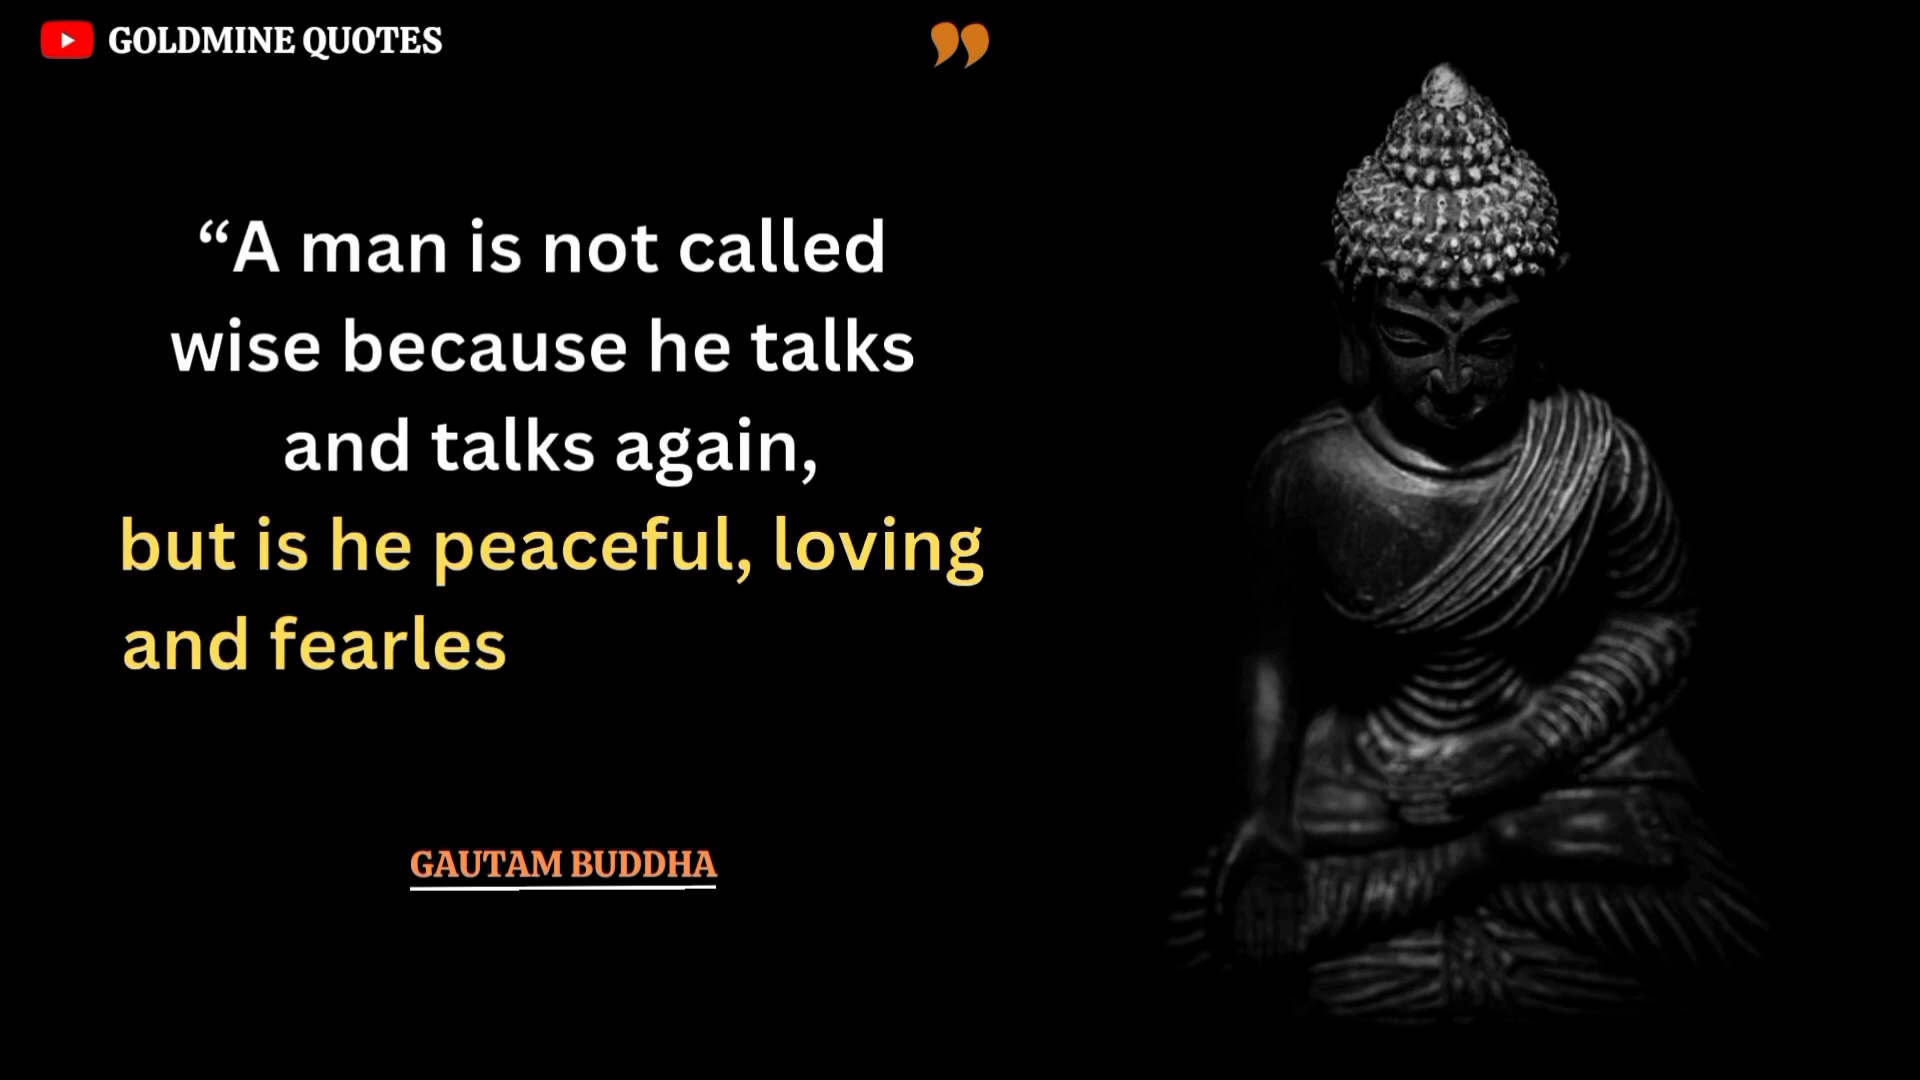 GOLDMINE QUOTES
”
“A man is not called
wise because he talks
and talks again,
but is he peaceful, loving
and fearles
GAUTAM BUDDHA